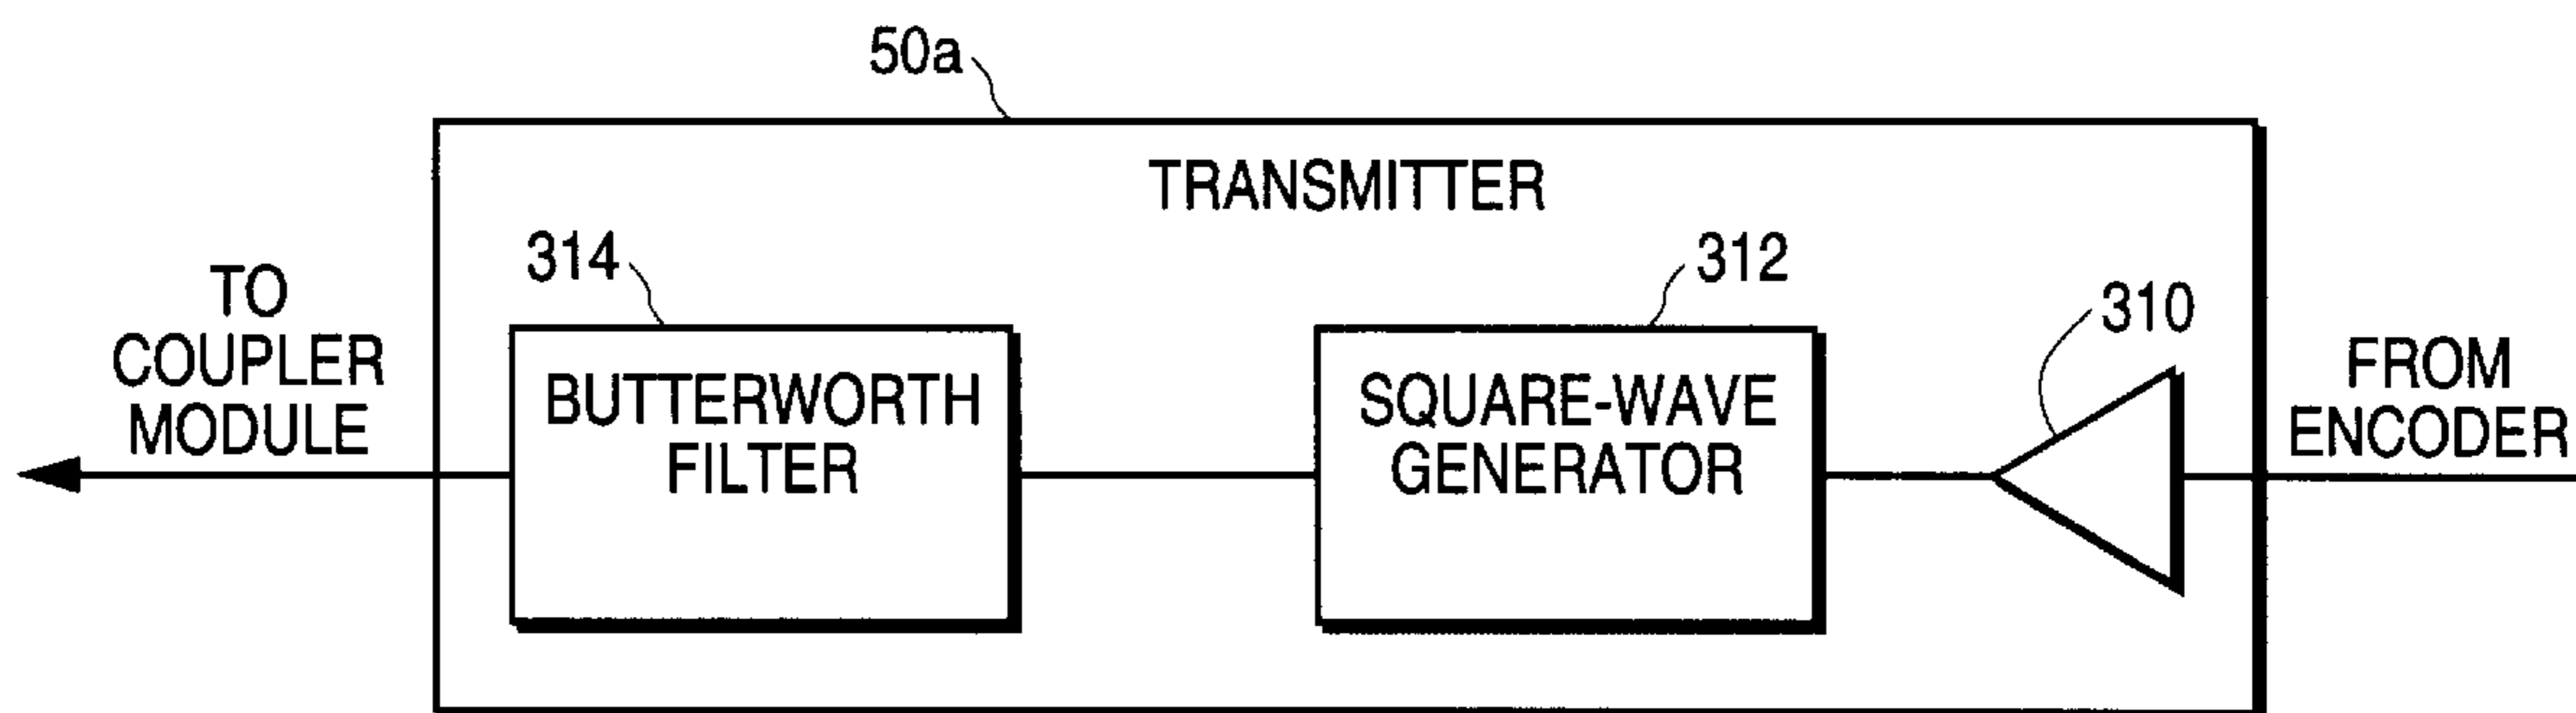 50a
TRANSMITTER
314
312
310
TO
COUPLER
MODULE
BUTTERWORTH
FILTER
SQUARE-WAVE
GENERATOR
FROM
ENCODER